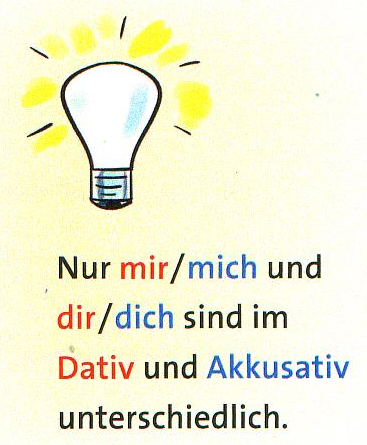 Nur mir/mich und
dir/dich sind im
Dativ und Akkusativ
unterschiedlich.